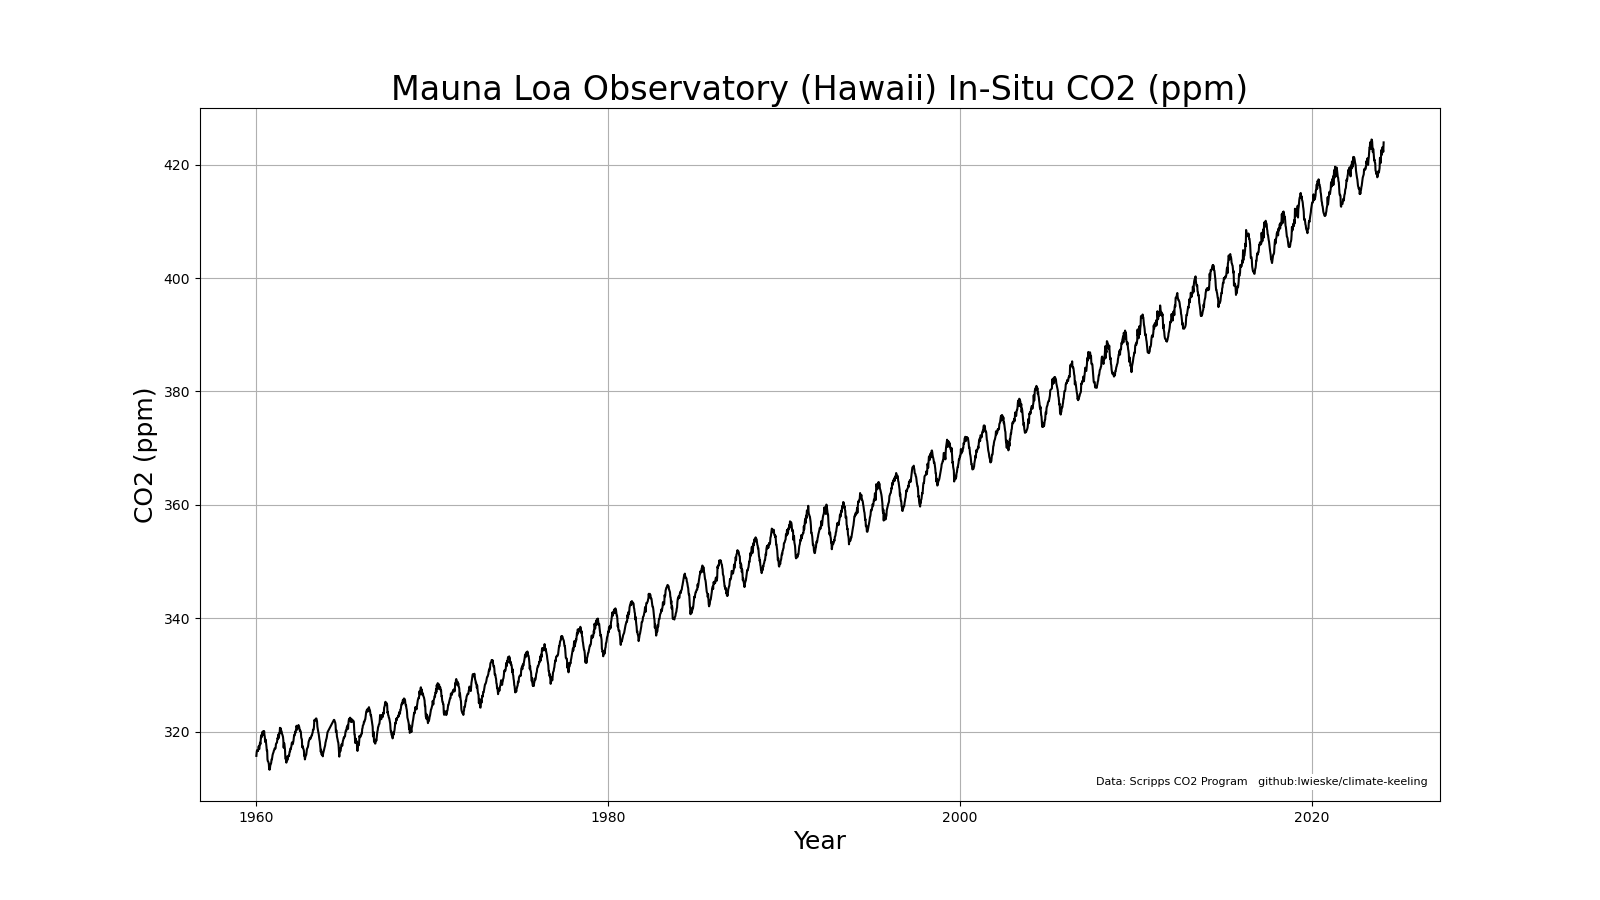 Mauna Loa Observatory (Hawaii) In-Situ CO2 (ppm)
CO2 (ppm)
420
400
380
360
340
320
Data: Scripps CO2 Program github:lwieske/climate-keeling
1960
1980
2000
2020
Year